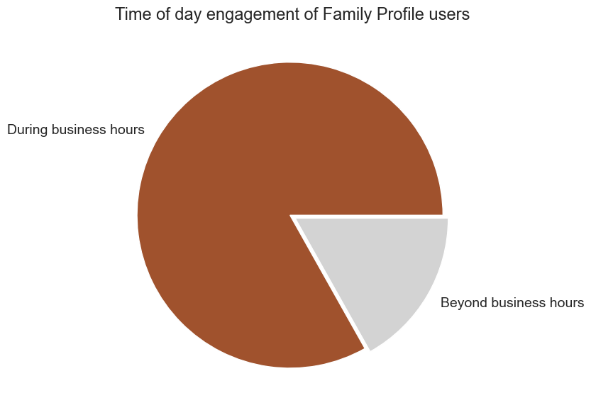 Time of day engagement of Family Profile users
During business hours
Beyond business hours